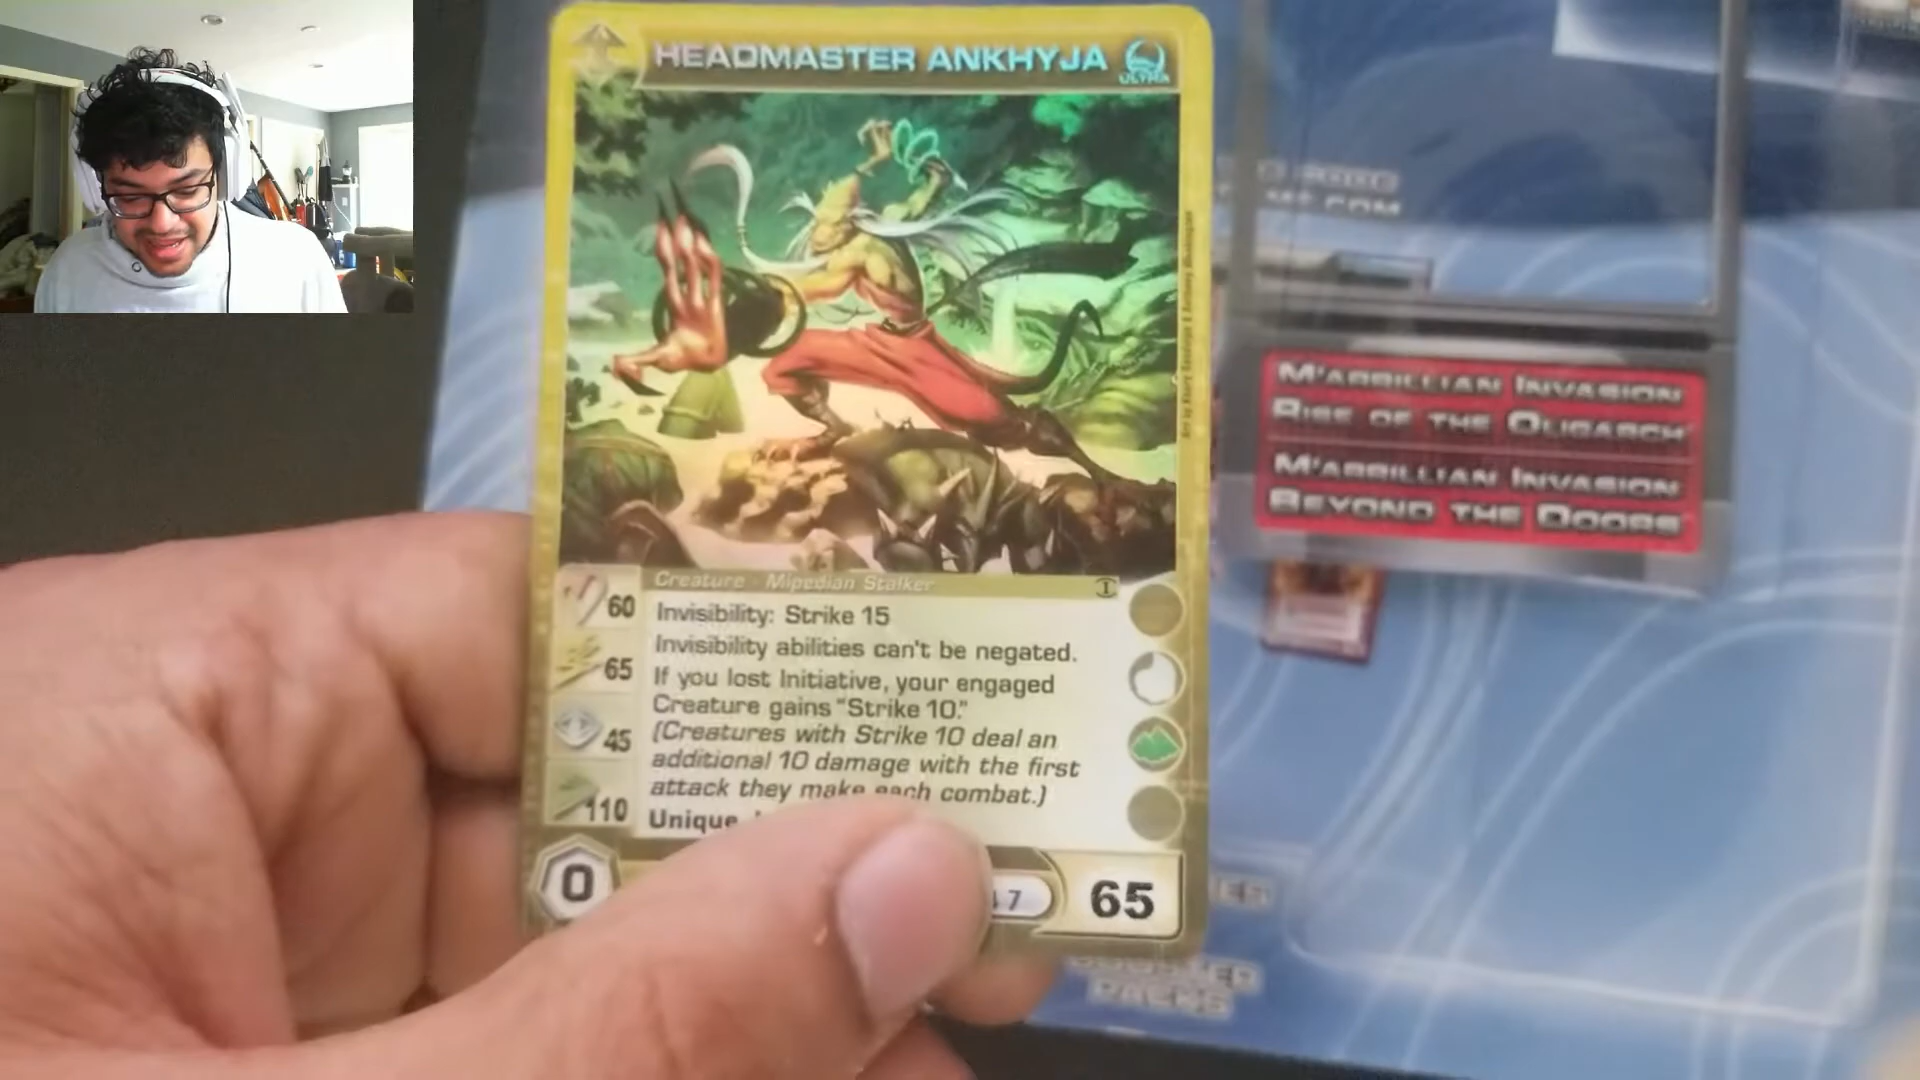 HEADMASTER ANKHYJA
ULTRA
Creature - Mipedian Stalker
60
Invisibility: Strike 15
Invisibility abilities can't be negated.
65
If you lost Initiative, your engaged
Creature gains "Strike 10."
45
(Creatures with Strike 10 deal an
additional 10 damage with the first
attack they make each combat.)
110
Unique
0
7
65
M'ARRILLIAN INVASION
RISE OF THE OLIGARCH
M'ARRILLIAN INVASION
BEYOND THE DOORS
BOOSTER
PACKS